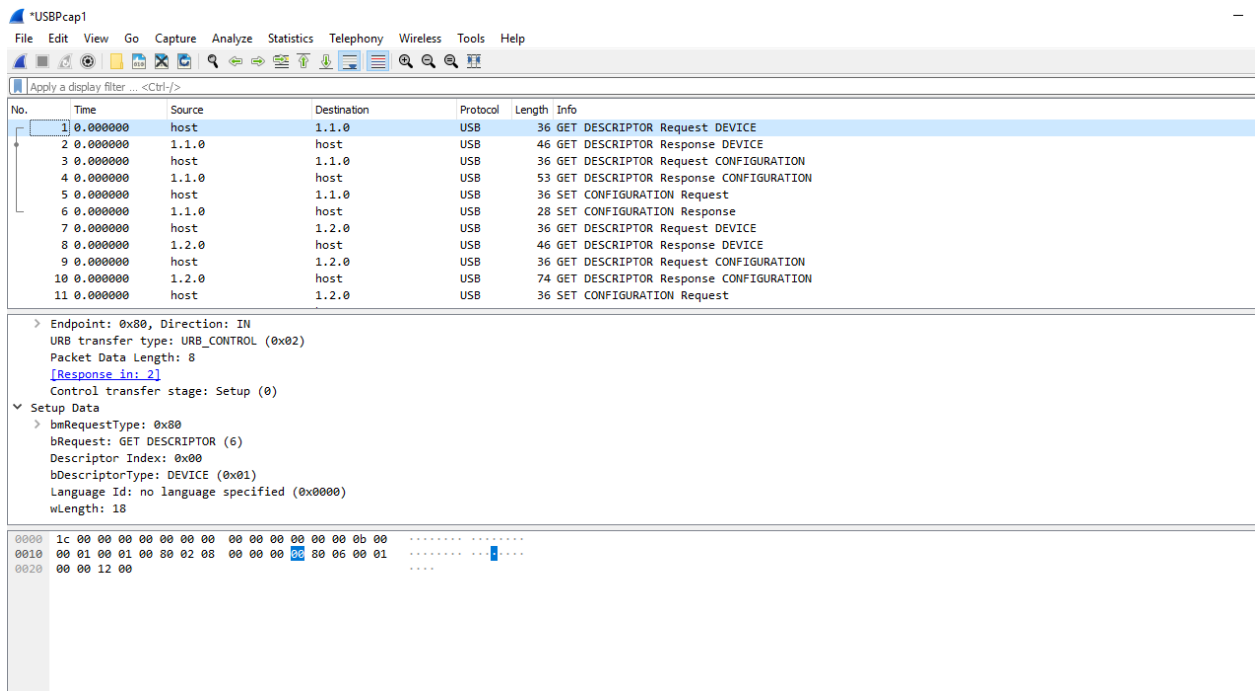 *USBPcap1
File Edit View Go Capture Analyze Statistics Telephony Wireless Tools Help
Apply a display filter ... <Ctrl-/>
No. Time Source Destination Protocol Length Info
1 0.000000 host 1.1.0 USB 36 GET DESCRIPTOR Request DEVICE
2 0.000000 1.1.0 host USB 46 GET DESCRIPTOR Response DEVICE
3 0.000000 host 1.1.0 USB 36 GET DESCRIPTOR Request CONFIGURATION
4 0.000000 1.1.0 host USB 53 GET DESCRIPTOR Response CONFIGURATION
5 0.000000 host 1.1.0 USB 36 SET CONFIGURATION Request
6 0.000000 1.1.0 host USB 28 SET CONFIGURATION Response
7 0.000000 host 1.2.0 USB 36 GET DESCRIPTOR Request DEVICE
8 0.000000 1.2.0 host USB 46 GET DESCRIPTOR Response DEVICE
9 0.000000 host 1.2.0 USB 36 GET DESCRIPTOR Request CONFIGURATION
10 0.000000 1.2.0 host USB 74 GET DESCRIPTOR Response CONFIGURATION
11 0.000000 host 1.2.0 USB 36 SET CONFIGURATION Request
Endpoint: 0x80, Direction: IN
URB transfer type: URB_CONTROL (0x02)
Packet Data Length: 8
[Response in: 2]
Control transfer stage: Setup (0)
Setup Data
bmRequestType: 0x80
bRequest: GET DESCRIPTOR (6)
Descriptor Index: 0x00
bDescriptorType: DEVICE (0x01)
Language Id: no language specified (0x0000)
wLength: 18
0000 1c 00 00 00 00 00 00 00 00 00 00 00 00 00 0b 00 ········ ········
0010 00 01 00 01 00 80 02 08 00 00 00 00 80 06 00 01 ········ ········
0020 00 00 12 00 ····